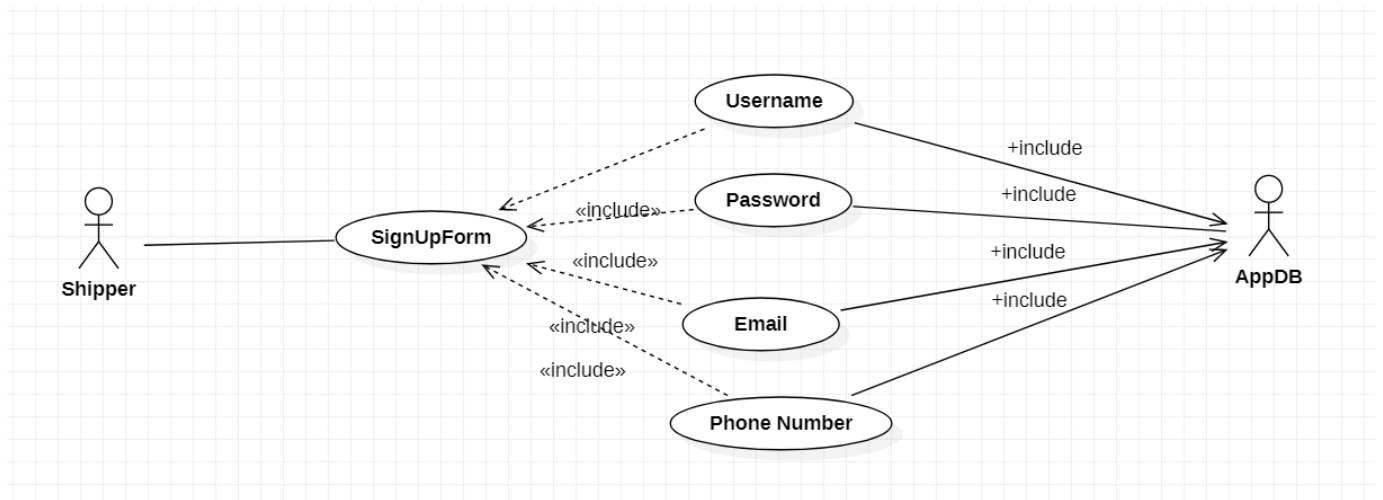 Username
+include
Password
+include
«include»
SignUpForm
Shipper
«include»
+include
AppDB
+include
«include»
Email
«include»
Phone Number